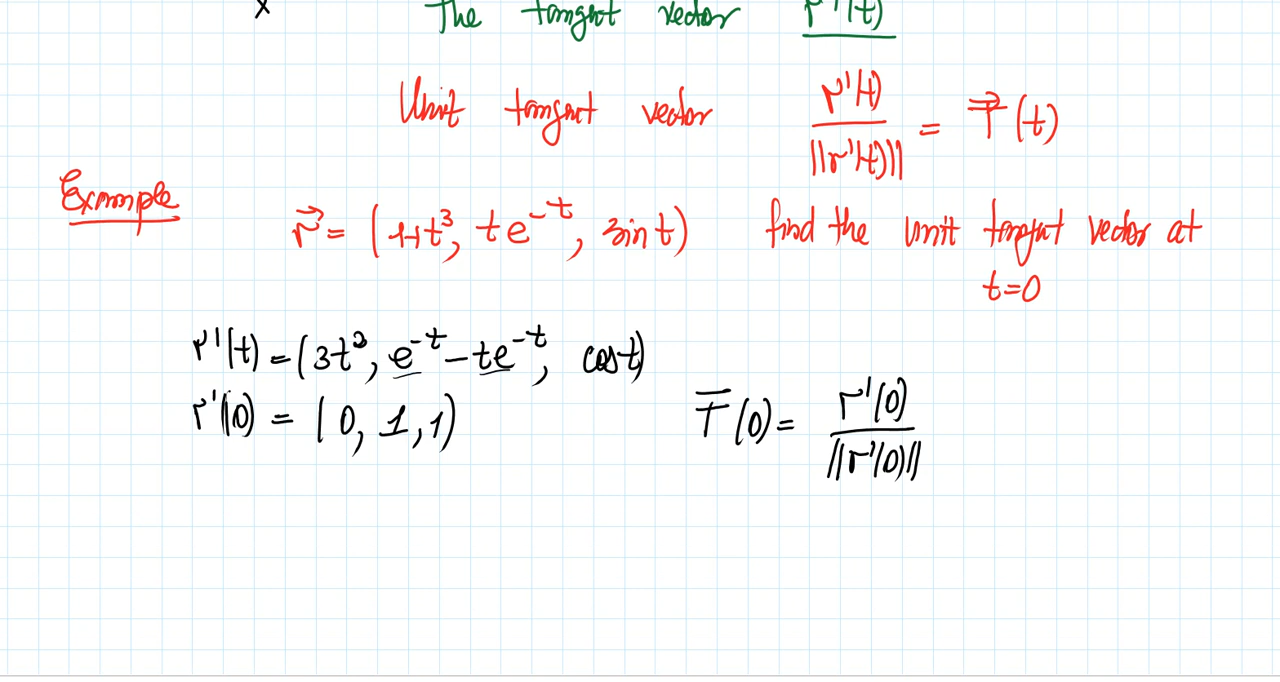 x
The tangent vector r'(t)
Unit tangent vector r'(t) / ||r'(t)|| = T⃗(t)
Example
r⃗ = (1+t³, te⁻ᵗ, sin t) find the unit tangent vector at
t=0
r'(t) = (3t², e⁻ᵗ - te⁻ᵗ, cos t)
r'(0) = (0, 1, 1) T̅(0) = r'(0) / ||r'(0)||